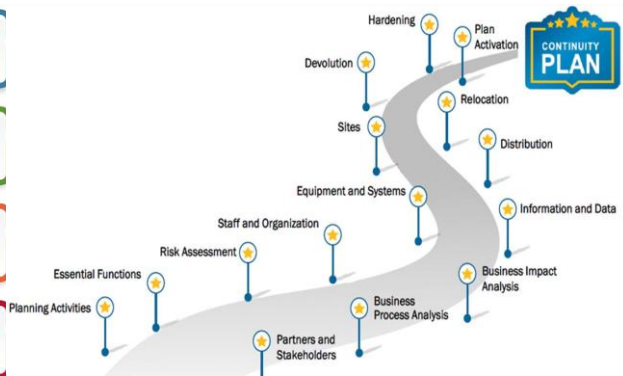 Hardening
Plan
Activation
CONTINUITY
PLAN
Devolution
Relocation
Sites
Distribution
Equipment and Systems
Information and Data
Staff and Organization
Risk Assessment
Business Impact
Analysis
Essential Functions
Planning Activities
Business
Process Analysis
Partners and
Stakeholders